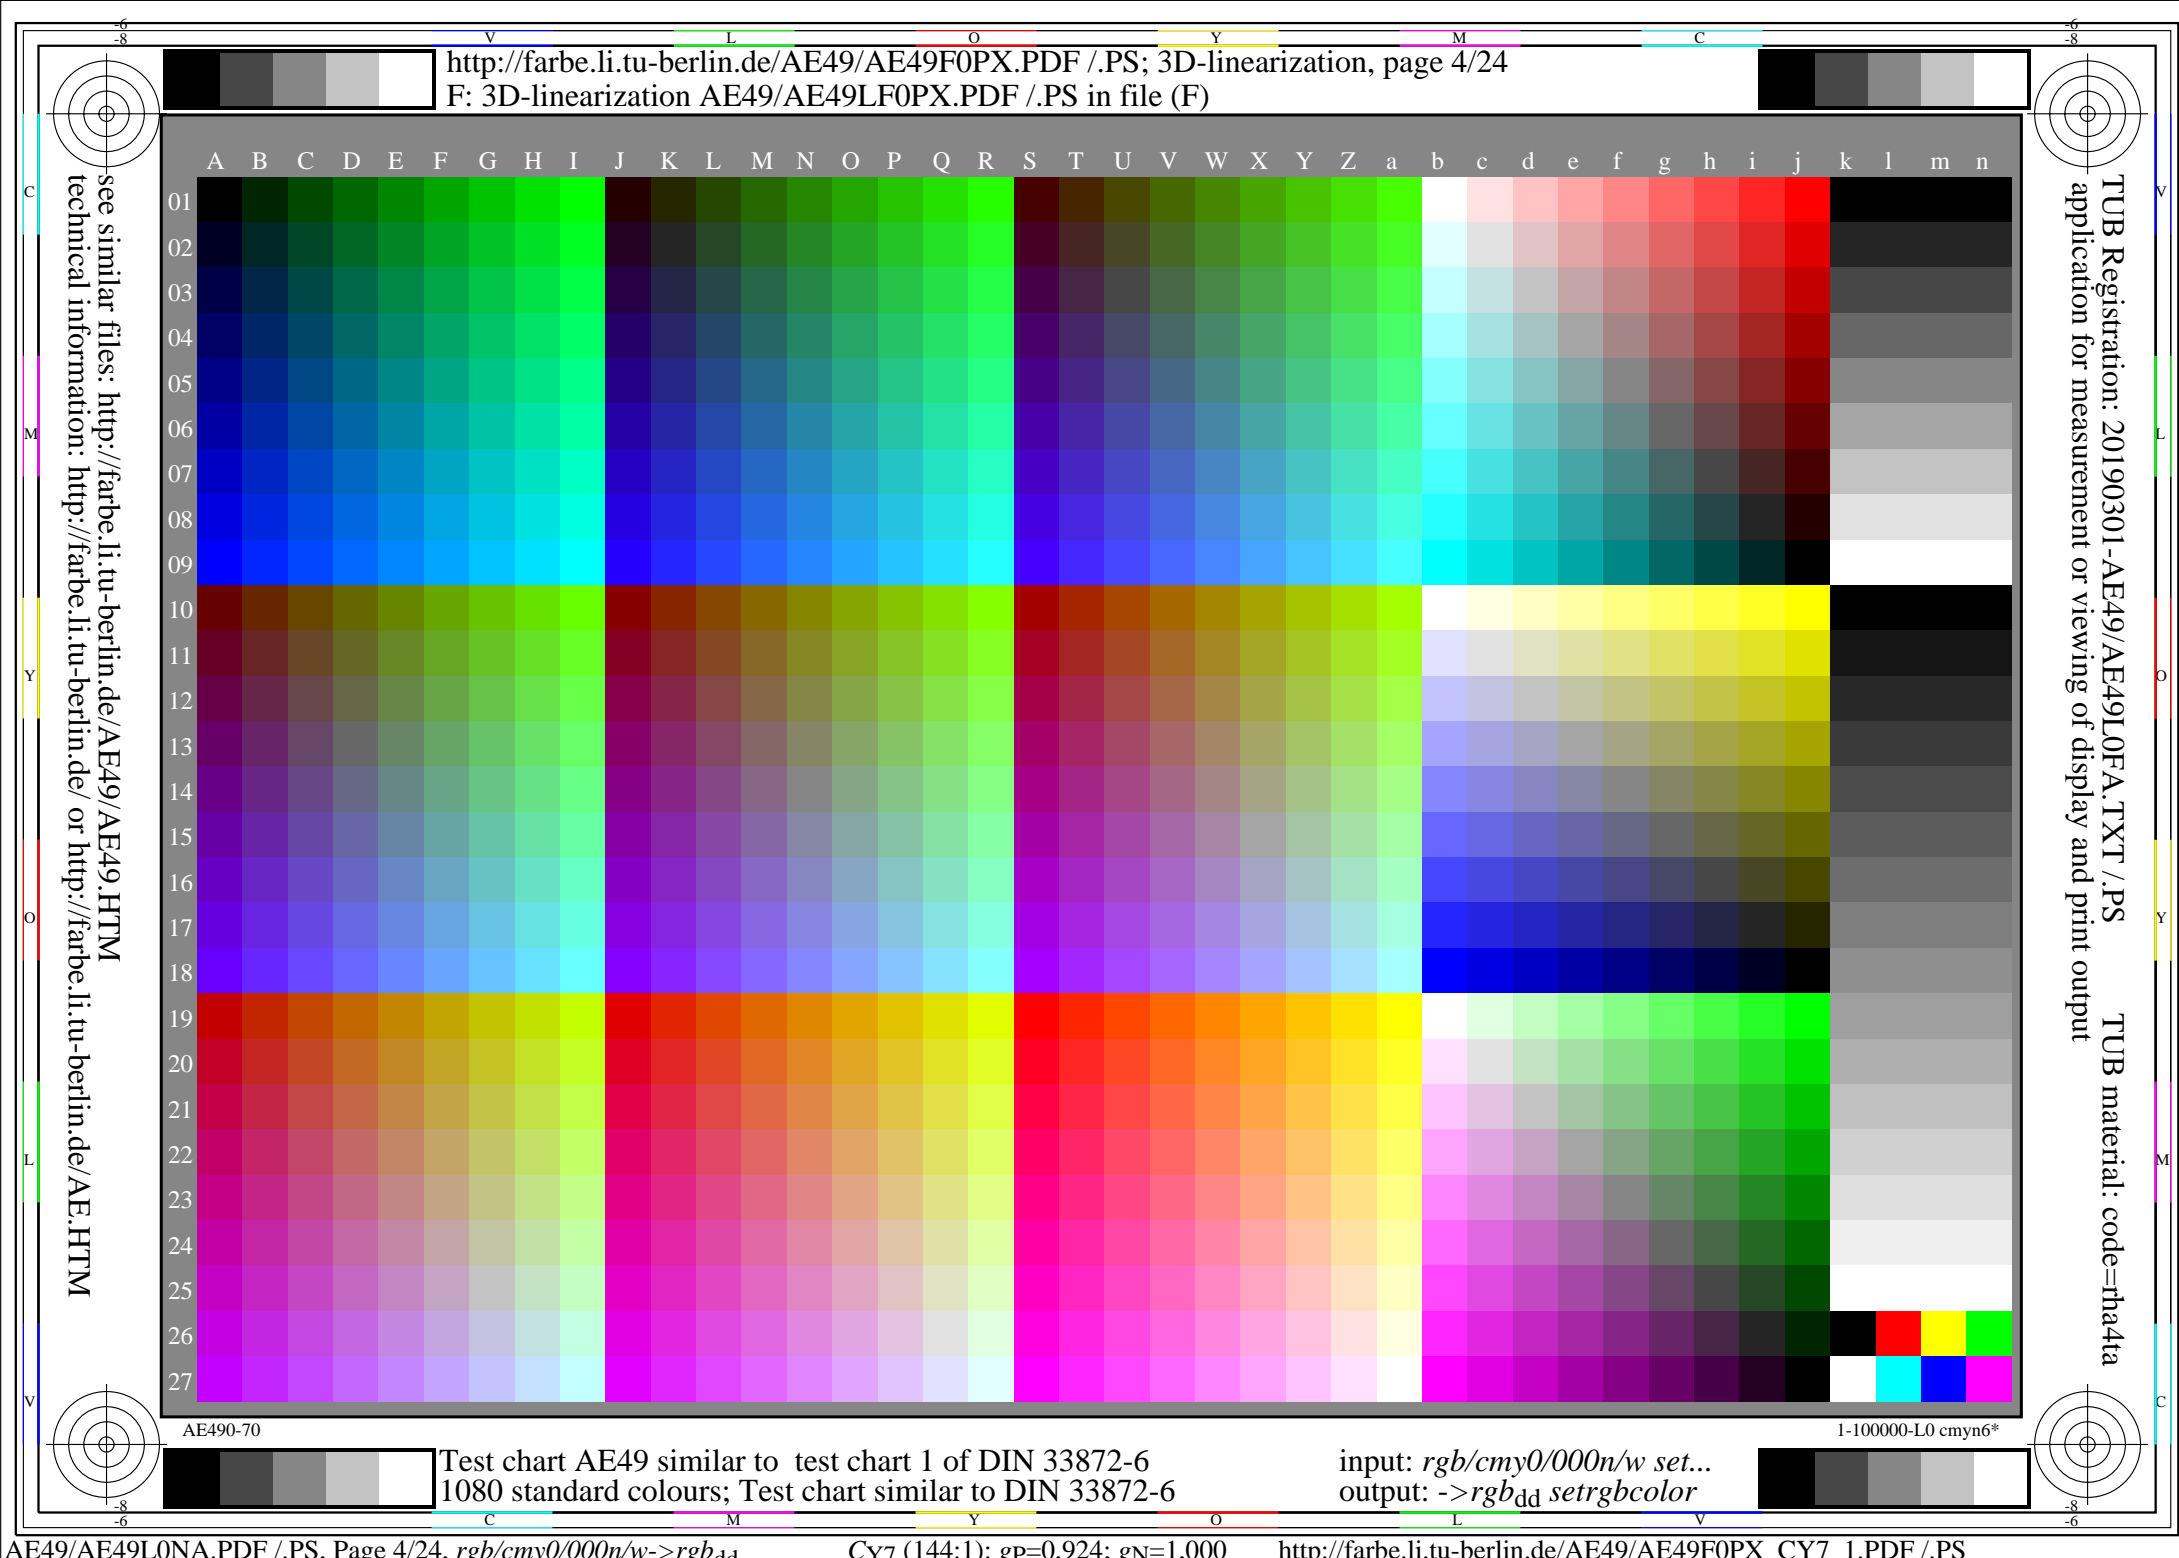 -6
-8
V L O Y M C
-6
-8
http://farbe.li.tu-berlin.de/AE49/AE49F0PX.PDF /.PS; 3D-linearization, page 4/24
F: 3D-linearization AE49/AE49LF0PX.PDF /.PS in file (F)
A B C D E F G H I J K L M N O P Q R S T U V W X Y Z a b c d e f g h i j k l m n
01
02
03
04
05
06
07
08
09
10
11
12
13
14
15
16
17
18
19
20
21
22
23
24
25
26
27
C
M
Y
O
L
V
see similar files: http://farbe.li.tu-berlin.de/AE49/AE49.HTM
technical information: http://farbe.li.tu-berlin.de/ or http://farbe.li.tu-berlin.de/AE.HTM
TUB Registration: 20190301-AE49/AE49L0FA.TXT /.PS TUB material: code=rha4ta
application for measurement or viewing of display and print output
V
L
O
Y
M
C
AE490-70
1-100000-L0 cmyn6*
Test chart AE49 similar to test chart 1 of DIN 33872-6
1080 standard colours; Test chart similar to DIN 33872-6
input: rgb/cmy0/000n/w set...
output: ->rgbdd setrgbcolor
-8
-6
C M Y O L V
-8
-6
AE49/AE49L0NA.PDF /.PS, Page 4/24, rgb/cmy0/000n/w->rgbdd CY7 (144:1): gP=0.924; gN=1.000 http://farbe.li.tu-berlin.de/AE49/AE49F0PX_CY7_1.PDF /.PS